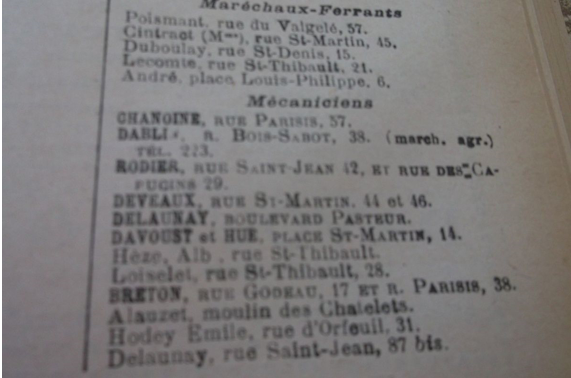 Maréchaux-Ferrants
Poismant, rue du Valgelé, 57.
Cintract (Mᵐᵉ), rue St-Martin, 45.
Duboulay, rue St-Denis, 15.
Lecomte, rue St-Thibault, 21.
André, place Louis-Philippe, 6.
Mécaniciens
CHANOINE, RUE PARISIS, 57.
R. BOIS-SABOT, 38. (march. agr.)
TÉL. 223.
RODIER, RUE SAINT-JEAN 42, ET RUE DES CA-
PUCINS 29.
DEVEAUX, RUE ST-MARTIN. 44 et 46.
DELAUNAY, BOULEVARD PASTEUR.
DAVOUST et HUE, PLACE ST-MARTIN, 14.
Hèze, Alb., rue St-Thibault.
Loiselet, rue St-Thibault, 28.
BRETON, RUE GODEAU, 17 ET R. PARISIS, 38.
Alauzet, moulin des Chatelets.
Hodey Emile, rue d'Orfeuil. 31.
Delaunay, rue Saint-Jean, 87 bis.